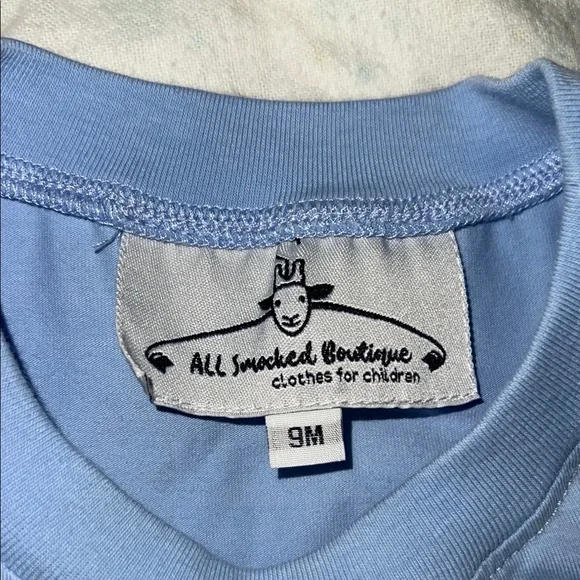 ALL Smocked Boutique
clothes for children
9M